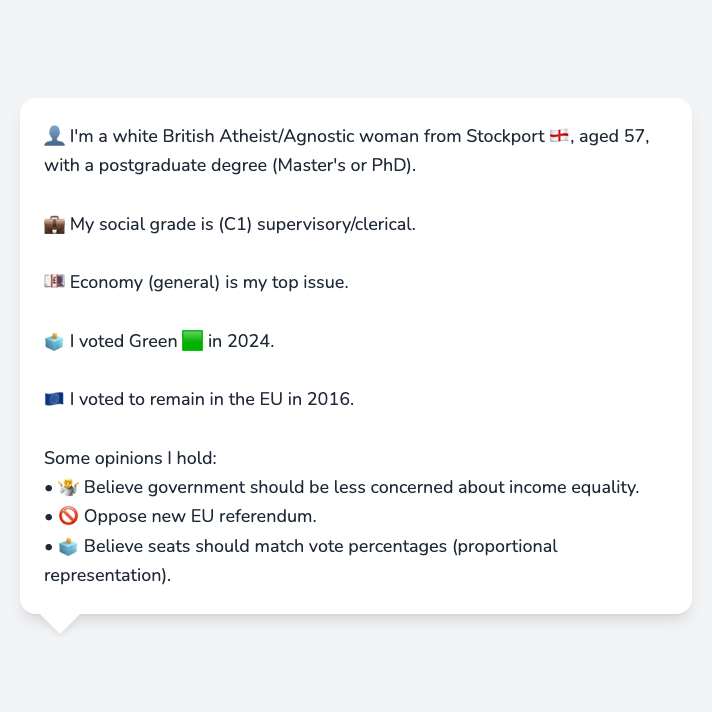 👤 I'm a white British Atheist/Agnostic woman from Stockport 🏴󠁧󠁢󠁥󠁮󠁧󠁿, aged 57,
with a postgraduate degree (Master's or PhD).
💼 My social grade is (C1) supervisory/clerical.
💷 Economy (general) is my top issue.
🗳️ I voted Green 🟩 in 2024.
🇪🇺 I voted to remain in the EU in 2016.
Some opinions I hold:
• 🤷 Believe government should be less concerned about income equality.
• 🚫 Oppose new EU referendum.
• 🗳️ Believe seats should match vote percentages (proportional
representation).